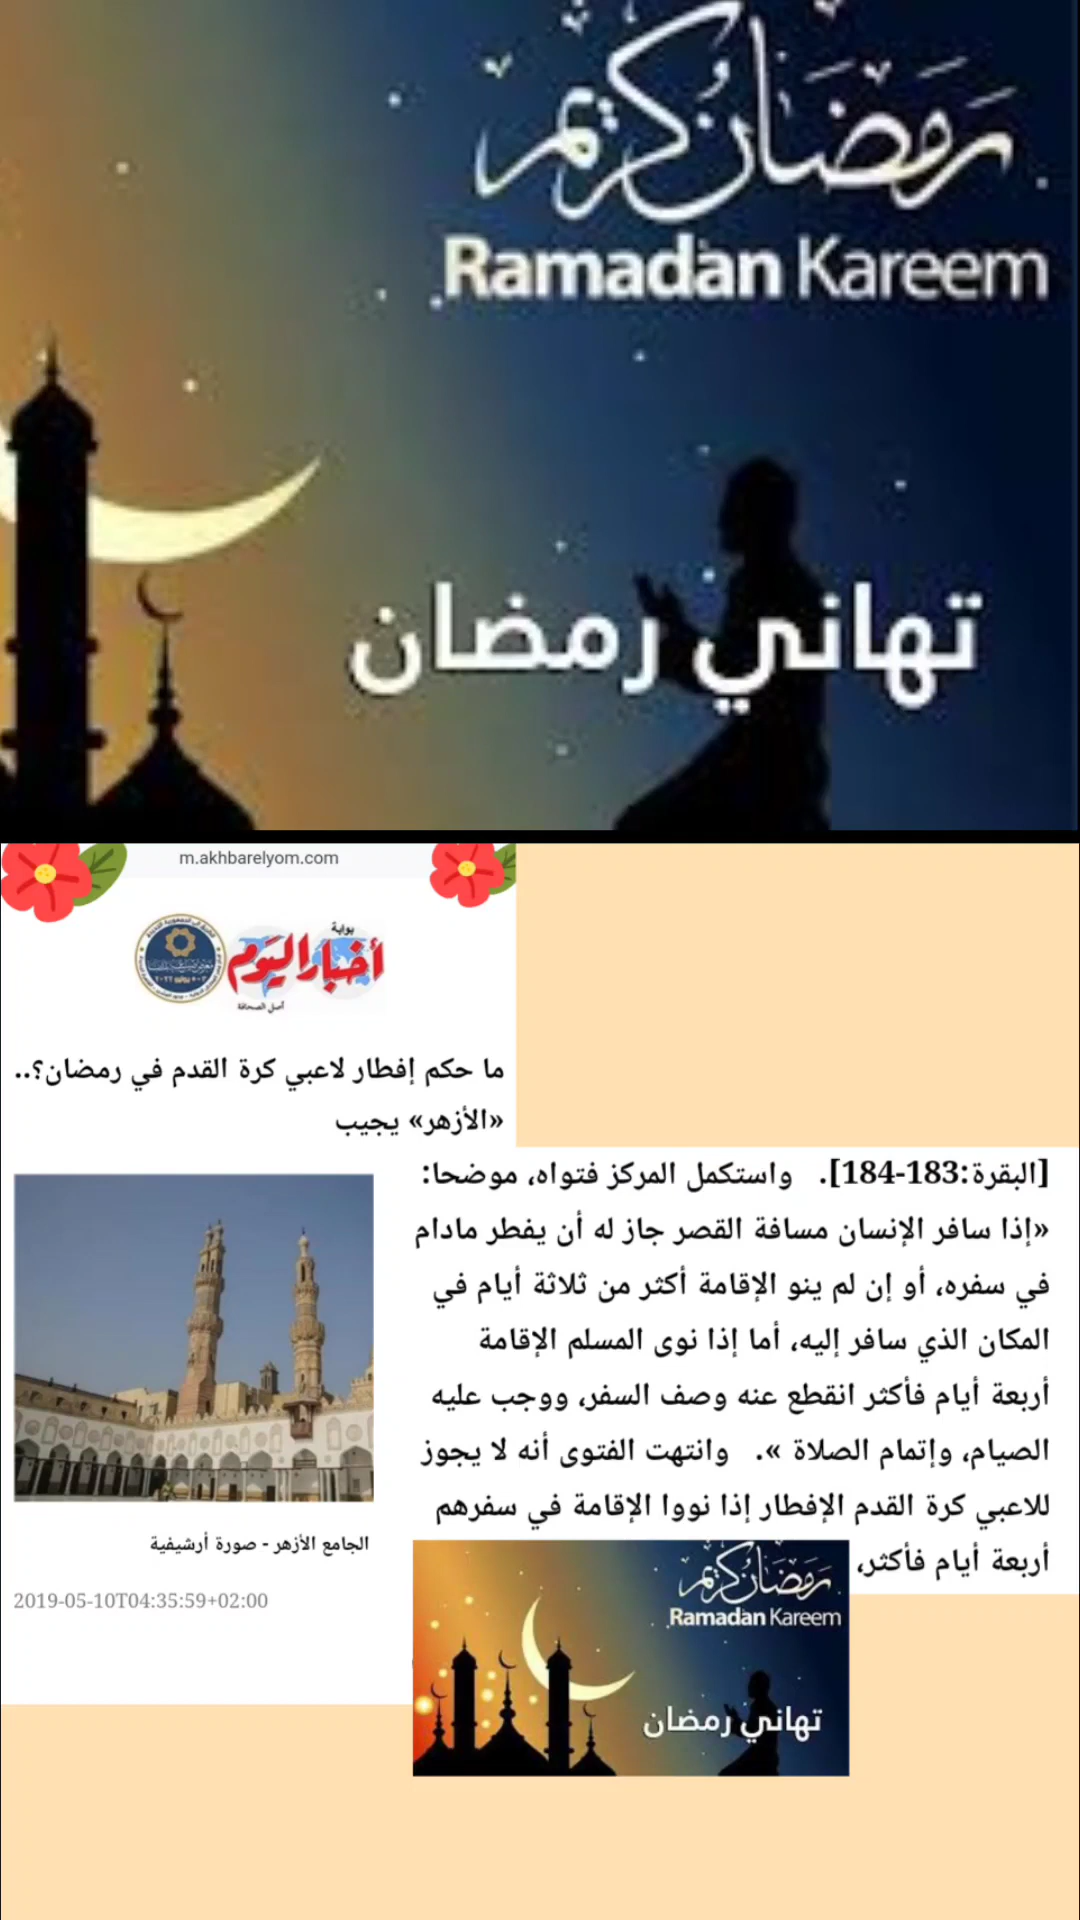 رمضان كريم
Ramadan Kareem
تهاني رمضان
m.akhbarelyom.com
بوابة
أخبار اليوم
أصل الصحافة
ما حكم إفطار لاعبي كرة القدم في رمضان؟..
«الأزهر» يجيب
الجامع الأزهر - صورة أرشيفية
2019-05-10T04:35:59+02:00
[البقرة:183-184]. واستكمل المركز فتواه، موضحا:
«إذا سافر الإنسان مسافة القصر جاز له أن يفطر مادام
في سفره، أو إن لم ينو الإقامة أكثر من ثلاثة أيام في
المكان الذي سافر إليه، أما إذا نوى المسلم الإقامة
أربعة أيام فأكثر انقطع عنه وصف السفر، ووجب عليه
الصيام، وإتمام الصلاة ». وانتهت الفتوى أنه لا يجوز
للاعبي كرة القدم الإفطار إذا نووا الإقامة في سفرهم
أربعة أيام فأكثر،
رمضان كريم
Ramadan Kareem
تهاني رمضان